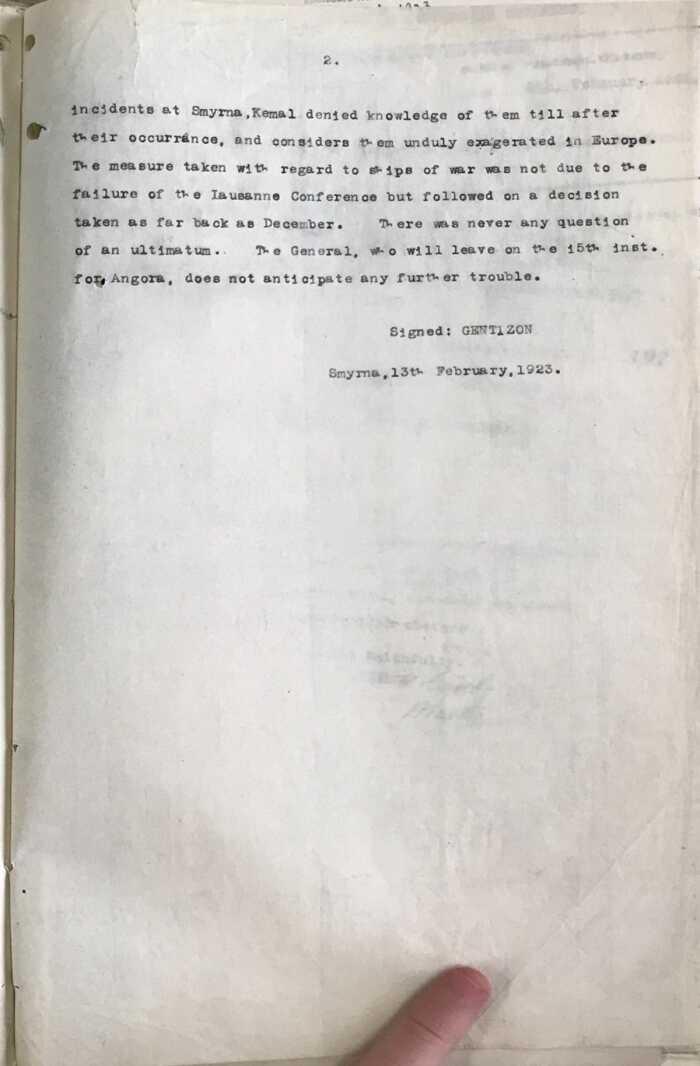 2.
incidents at Smyrna,Kemal denied knowledge of them till after
their occurrance, and considers them unduly exagerated in Europe.
The measure taken with regard to ships of war was not due to the
failure of the Lausanne Conference but followed on a decision
taken as far back as December. There was never any question
of an ultimatum. The General, who will leave on the 15th inst.
for, Angora, does not anticipate any further trouble.
Signed: GENTIZON
Smyrna,13th February,1923.